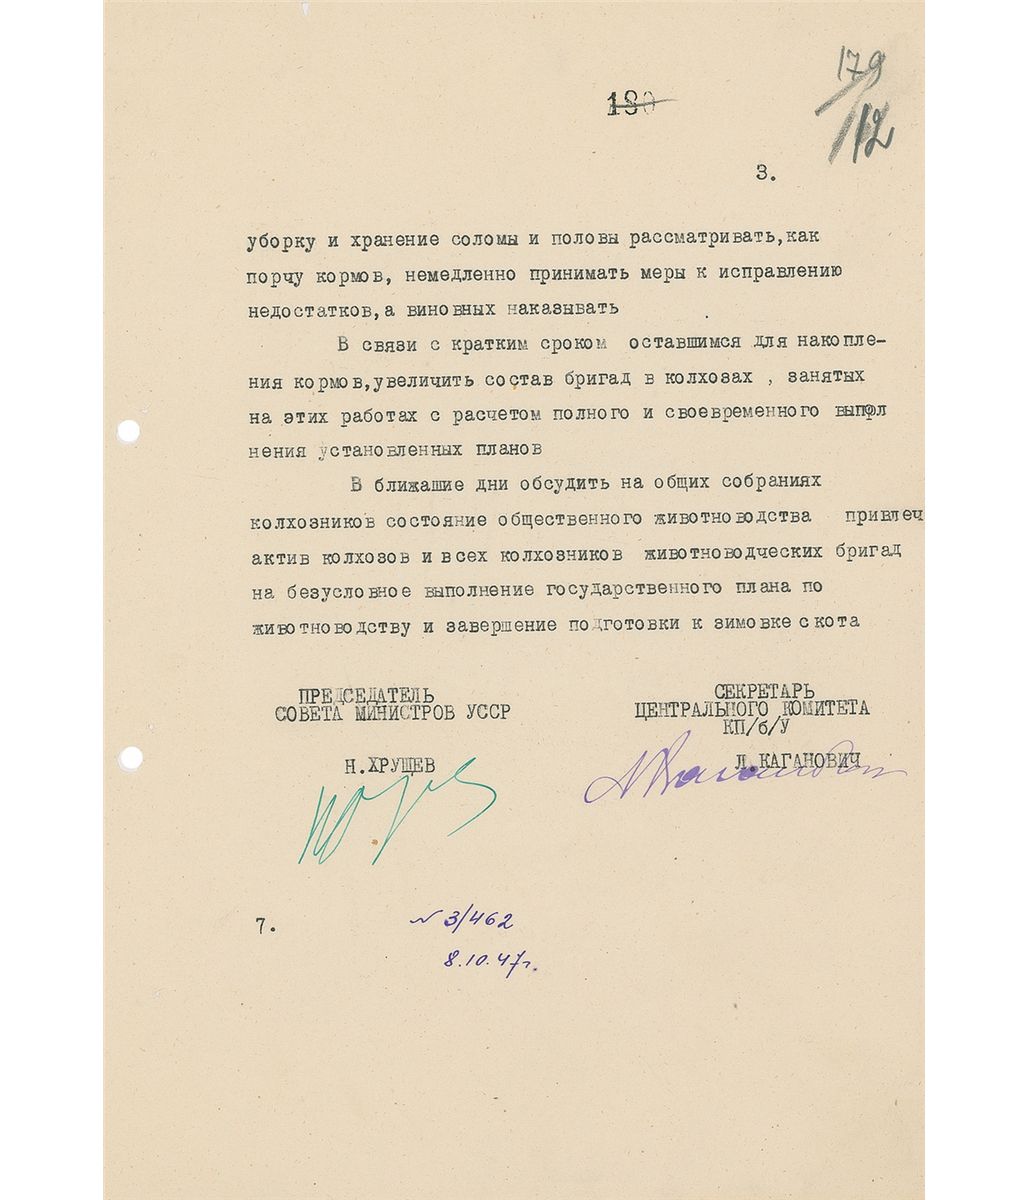 179
180
12
3.
уборку и хранение соломы и половы рассматривать,как
порчу кормов, немедленно принимать меры к исправлению
недостатков,а виновных наказывать
В связи с кратким сроком оставшимся для накопле-
ния кормов,увеличить состав бригад в колхозах , занятых
на этих работах с расчетом полного и своевременного выпол
нения установленных планов
В ближашие дни обсудить на общих собраниях
колхозников состояние общественного животноводства привлеч
актив колхозов и всех колхозников животноводческих бригад
на безусловное выполнение государственного плана по
животноводству и завершение подготовки к зимовке скота
ПРЕДСЕДАТЕЛЬ
СОВЕТА МИНИСТРОВ УССР
Н.ХРУЩЕВ
СЕКРЕТАРЬ
ЦЕНТРАЛЬНОГО КОМИТЕТА
КП/б/У
Л.КАГАНОВИЧ
Л Каганович
7.
N 3/462
8.10.47г.